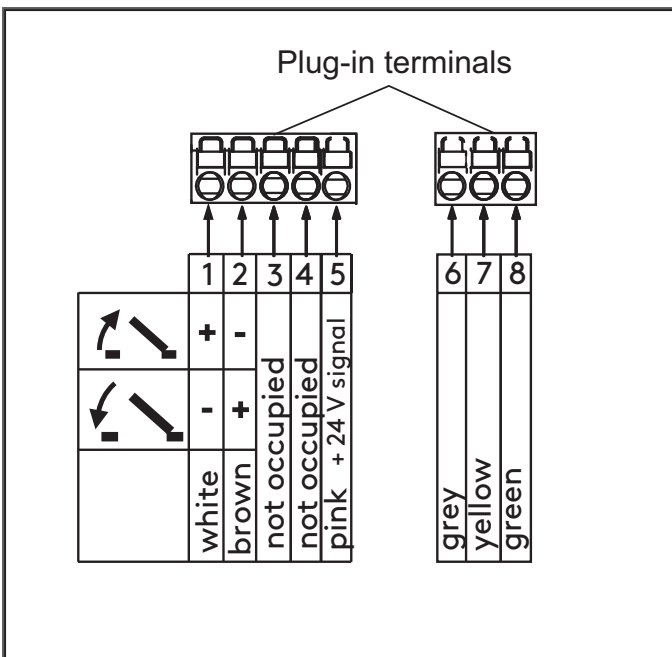 Plug-in terminals
1 2 3 4 5 6 7 8
+ -
- +
white
brown
not occupied
not occupied
pink + 24 V signal
grey
yellow
green